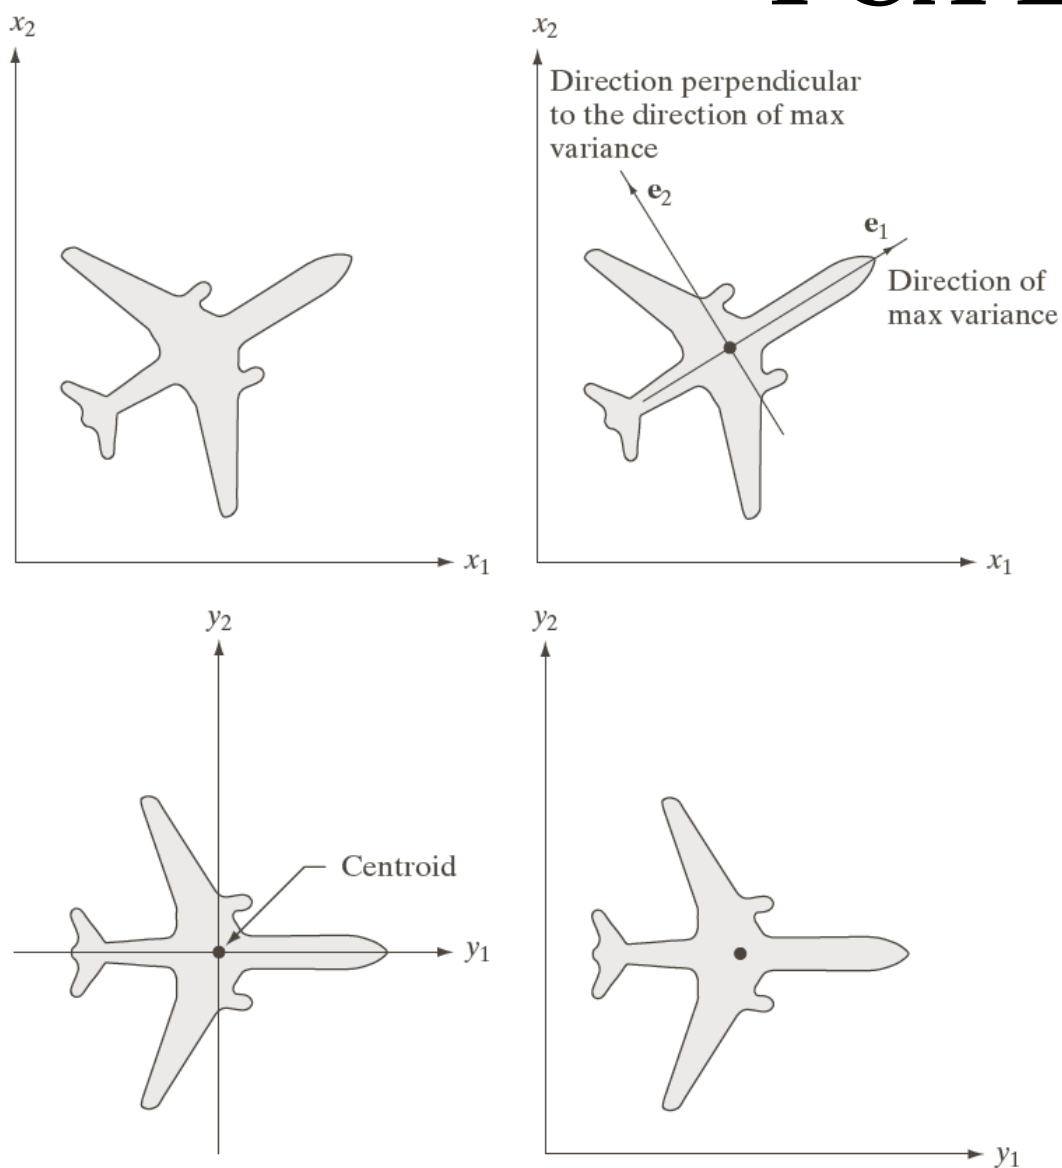 x2
x2
Direction perpendicular
to the direction of max
variance
e2
e1
Direction of
max variance
x1
x1
y2
y2
Centroid
y1
y1